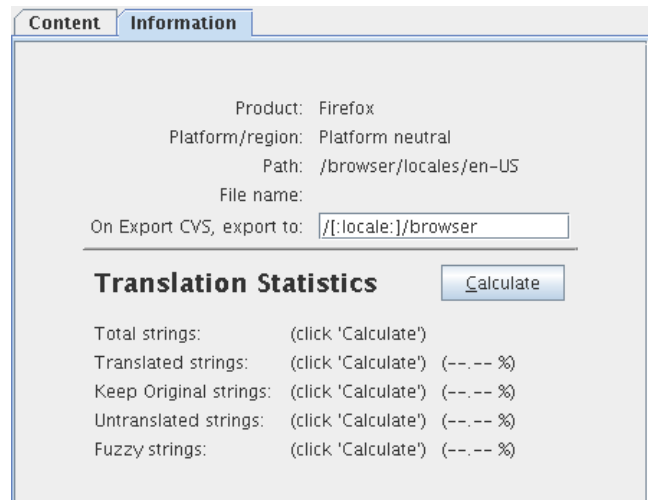 Content Information
Product: Firefox
Platform/region: Platform neutral
Path: /browser/locales/en-US
File name:
On Export CVS, export to: /[:locale:]/browser
Translation Statistics Calculate
Total strings: (click 'Calculate')
Translated strings: (click 'Calculate') (--.-- %)
Keep Original strings: (click 'Calculate') (--.-- %)
Untranslated strings: (click 'Calculate') (--.-- %)
Fuzzy strings: (click 'Calculate') (--.-- %)